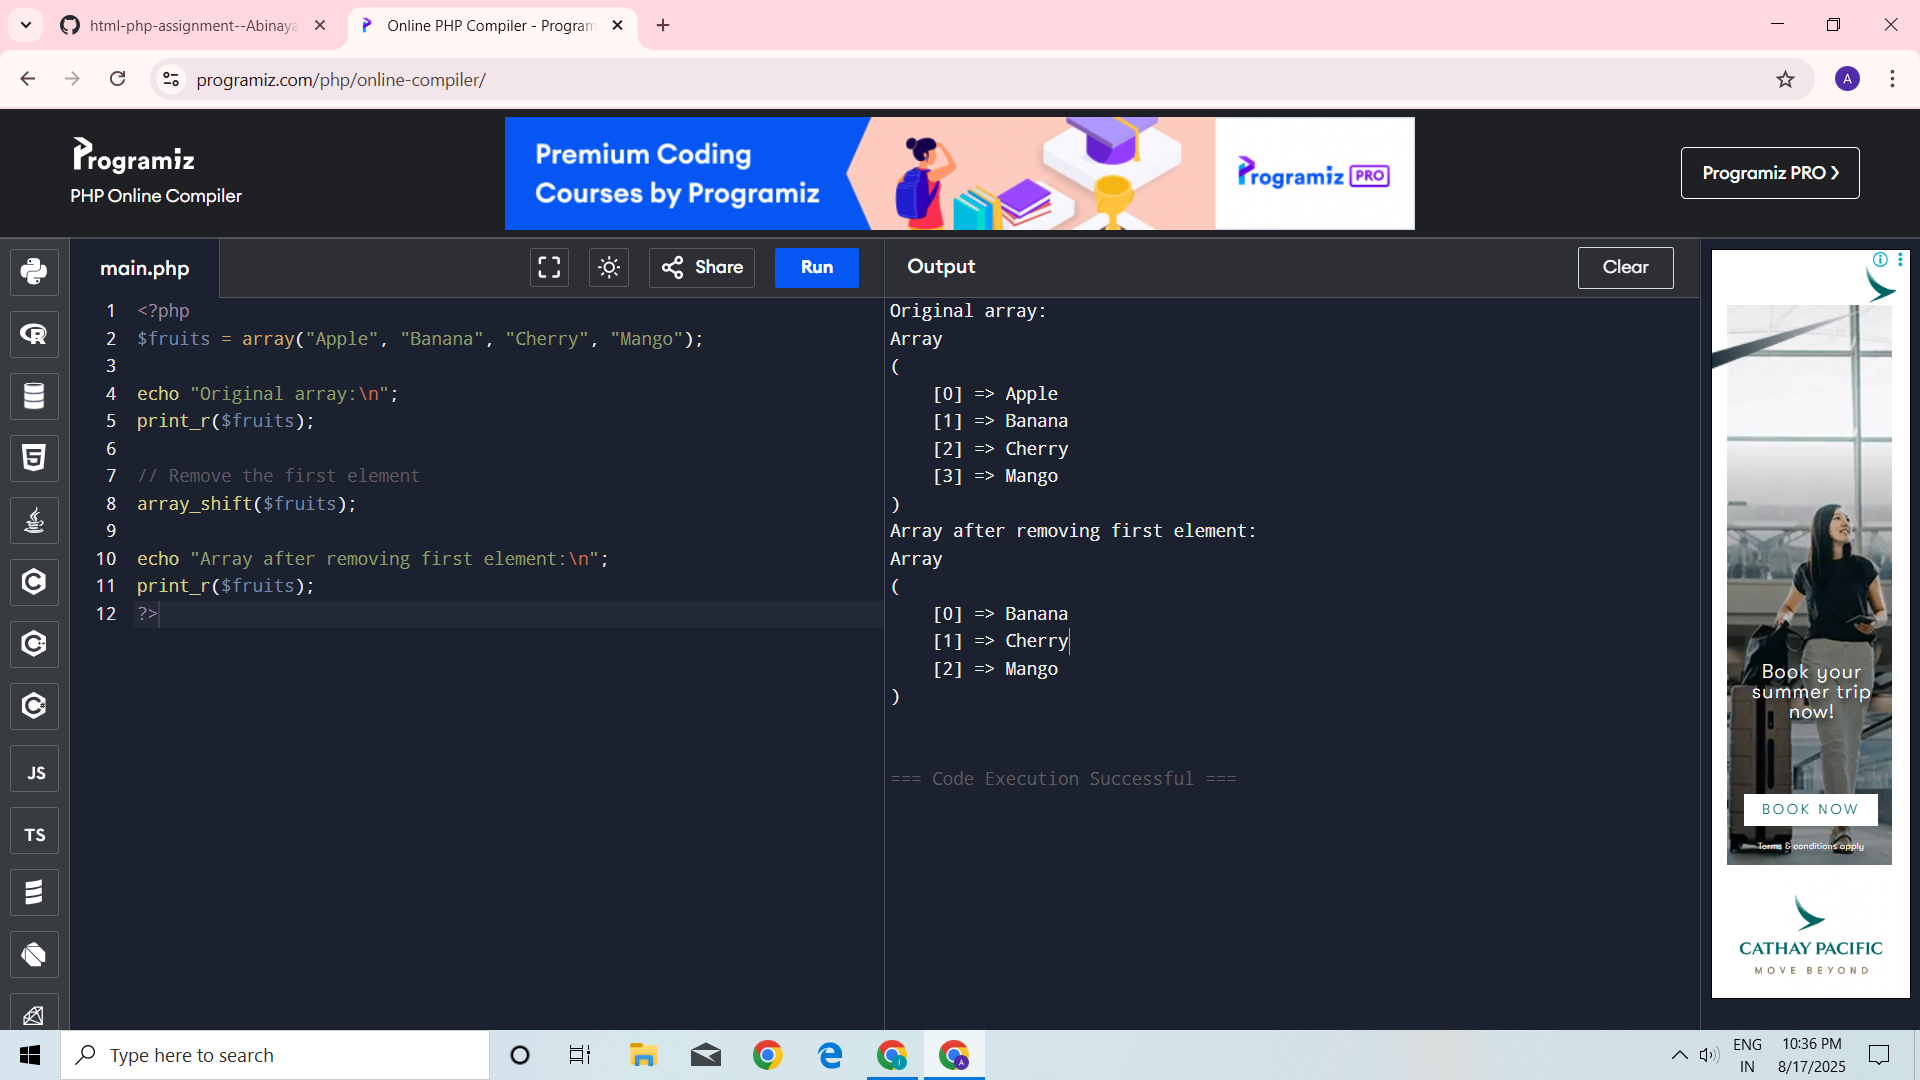 html-php-assignment--Abinaya
Online PHP Compiler - Program
programiz.com/php/online-compiler/
A
Programiz
PHP Online Compiler
Premium Coding
Courses by Programiz
Programiz PRO
Programiz PRO ❯
main.php
Share
Run
Output
Clear
1 <?php
2 $fruits = array("Apple", "Banana", "Cherry", "Mango");
3
4 echo "Original array:\n";
5 print_r($fruits);
6
7 // Remove the first element
8 array_shift($fruits);
9
10 echo "Array after removing first element:\n";
11 print_r($fruits);
12 ?>
Original array:
Array
(
    [0] => Apple
    [1] => Banana
    [2] => Cherry
    [3] => Mango
)
Array after removing first element:
Array
(
    [0] => Banana
    [1] => Cherry
    [2] => Mango
)
=== Code Execution Successful ===
JS
TS
Book your
summer trip
now!
BOOK NOW
Terms & conditions apply
CATHAY PACIFIC
MOVE BEYOND
Type here to search
ENG
IN
10:36 PM
8/17/2025